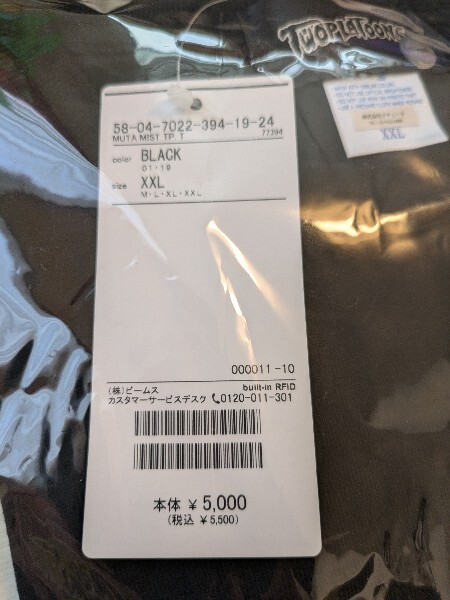 TWOPLATOONS
XXL
58-04-7022-394-19-24
MUTA MIST TP. T
77394
color BLACK
01・19
size XXL
M・L・XL・XXL
000011-10
(株)ビームス built-in RFID
カスタマーサービスデスク 0120-011-301
本体 ¥5,000
(税込 ¥5,500)